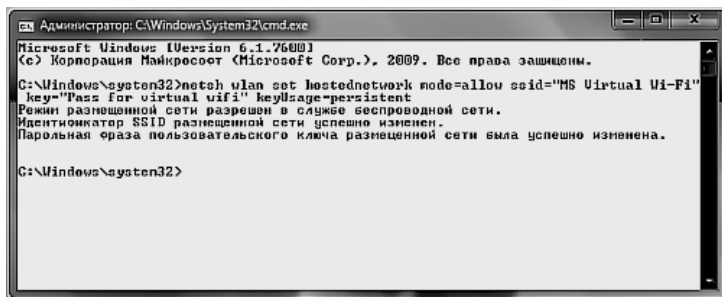 Администратор: C:\Windows\System32\cmd.exe
Microsoft Windows [Version 6.1.7600]
(c) Корпорация Майкрософт (Microsoft Corp.), 2009. Все права защищены.
C:\Windows\system32>netsh wlan set hostednetwork mode=allow ssid="MS Virtual Wi-Fi"
key="Pass for virtual wifi" keyUsage=persistent
Режим размещенной сети разрешен в службе беспроводной сети.
Идентификатор SSID размещенной сети успешно изменен.
Парольная фраза пользовательского ключа размещенной сети была успешно изменена.
C:\Windows\system32>